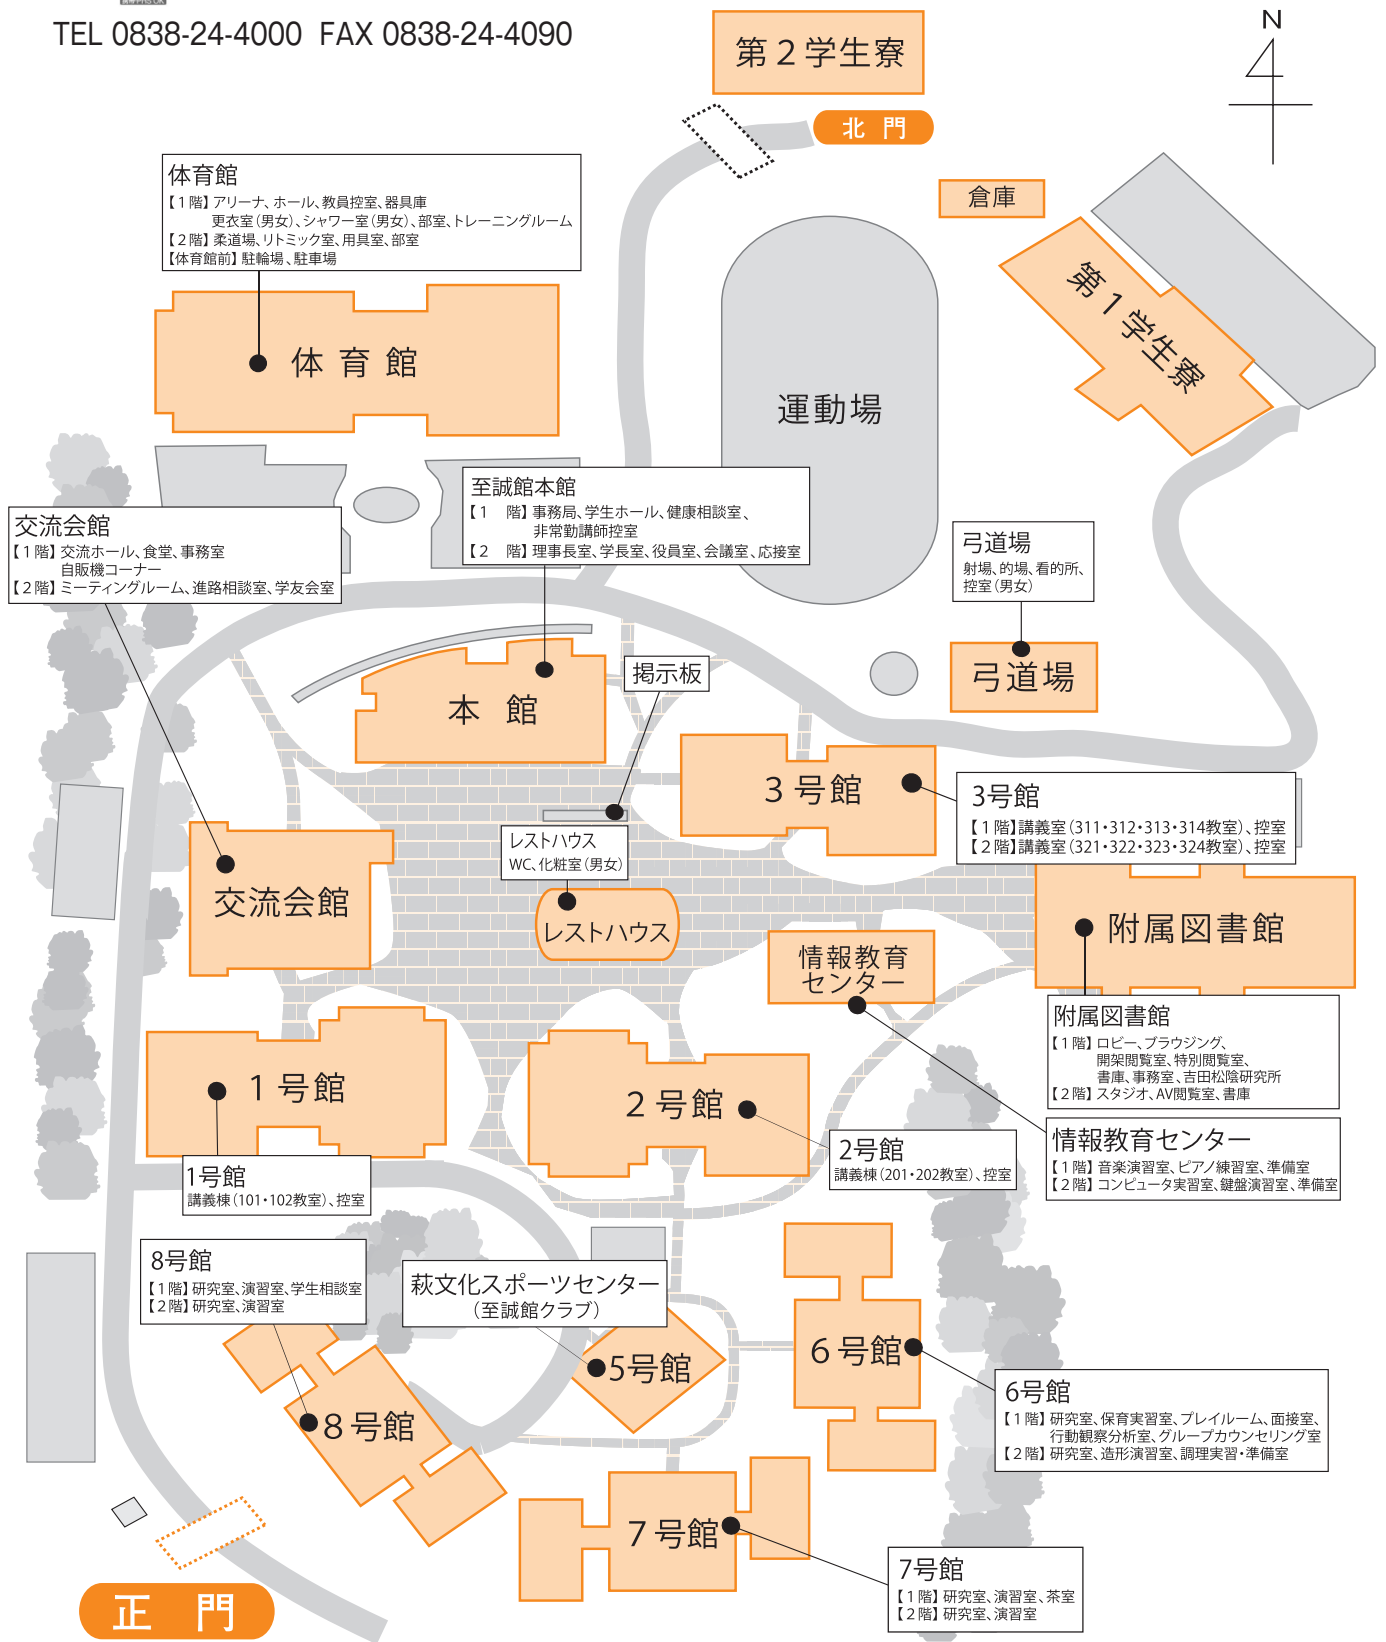 TEL 0838-24-4000 FAX 0838-24-4090
第２学生寮
N
北 門
体育館
【１階】アリーナ、ホール、教員控室、器具庫
更衣室（男女）、シャワー室（男女）、部室、トレーニングルーム
【２階】柔道場、リトミック室、用具室、部室
【体育館前】駐輪場、駐車場
倉庫
第１学生寮
体育館
運動場
至誠館本館
【１　階】事務局、学生ホール、健康相談室、
非常勤講師控室
【２　階】理事長室、学長室、役員室、会議室、応接室
交流会館
【１階】交流ホール、食堂、事務室
自販機コーナー
【２階】ミーティングルーム、進路相談室、学友会室
弓道場
射場、的場、看的所、
控室（男女）
弓道場
掲示板
本館
３号館
3号館
【１階】講義室（311・312・313・314教室）、控室
【２階】講義室（321・322・323・324教室）、控室
レストハウス
WC、化粧室（男女）
交流会館
レストハウス
附属図書館
情報教育
センター
附属図書館
【１階】ロビー、ブラウジング、
開架閲覧室、特別閲覧室、
書庫、事務室、吉田松陰研究所
【２階】スタジオ、AV閲覧室、書庫
１号館
２号館
情報教育センター
【１階】音楽演習室、ピアノ練習室、準備室
【２階】コンピュータ実習室、鍵盤演習室、準備室
2号館
講義棟（201・202教室）、控室
1号館
講義棟（101・102教室）、控室
8号館
【１階】研究室、演習室、学生相談室
【２階】研究室、演習室
萩文化スポーツセンター
（至誠館クラブ）
６号館
5号館
6号館
【１階】研究室、保育実習室、プレイルーム、面接室、
行動観察分析室、グループカウンセリング室
【２階】研究室、造形演習室、調理実習・準備室
８号館
７号館
7号館
【１階】研究室、演習室、茶室
【２階】研究室、演習室
正 門